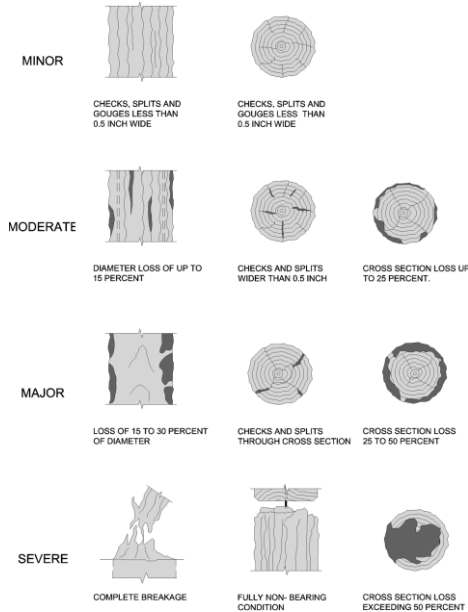 MINOR
CHECKS, SPLITS AND
GOUGES LESS THAN
0.5 INCH WIDE
CHECKS, SPLITS AND
GOUGES LESS THAN
0.5 INCH WIDE
MODERATE
DIAMETER LOSS OF UP TO
15 PERCENT
CHECKS AND SPLITS
WIDER THAN 0.5 INCH
CROSS SECTION LOSS UP
TO 25 PERCENT.
MAJOR
LOSS OF 15 TO 30 PERCENT
OF DIAMETER
CHECKS AND SPLITS
THROUGH CROSS SECTION
CROSS SECTION LOSS
25 TO 50 PERCENT
SEVERE
COMPLETE BREAKAGE
FULLY NON- BEARING
CONDITION
CROSS SECTION LOSS
EXCEEDING 50 PERCENT